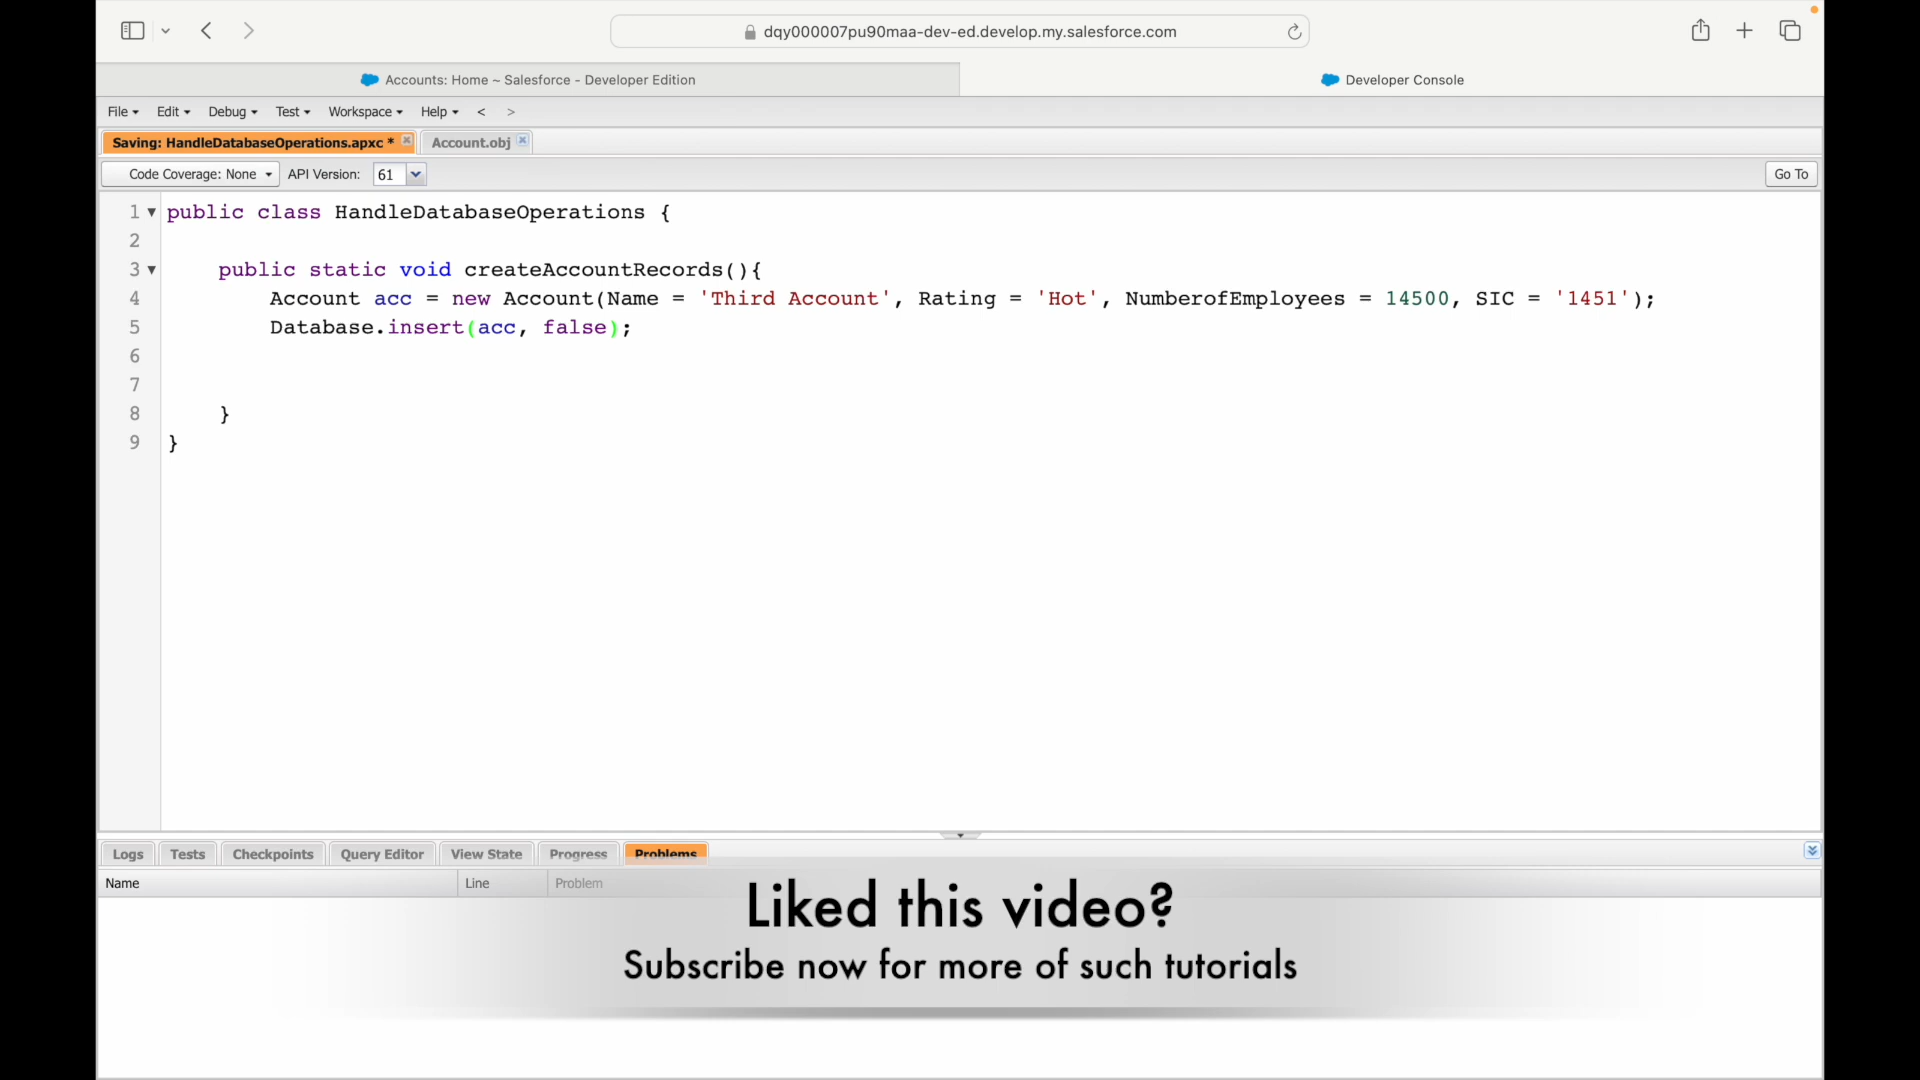 dqy000007pu90maa-dev-ed.develop.my.salesforce.com
Accounts: Home ~ Salesforce - Developer Edition
Developer Console
File Edit Debug Test Workspace Help < >
Saving: HandleDatabaseOperations.apxc * Account.obj
Code Coverage: None API Version: 61 Go To
1 public class HandleDatabaseOperations {
2
3 public static void createAccountRecords(){
4 Account acc = new Account(Name = 'Third Account', Rating = 'Hot', NumberofEmployees = 14500, SIC = '1451');
5 Database.insert(acc, false);
6
7
8 }
9 }
Logs Tests Checkpoints Query Editor View State Progress Problems
Name Line Problem
Liked this video?
Subscribe now for more of such tutorials